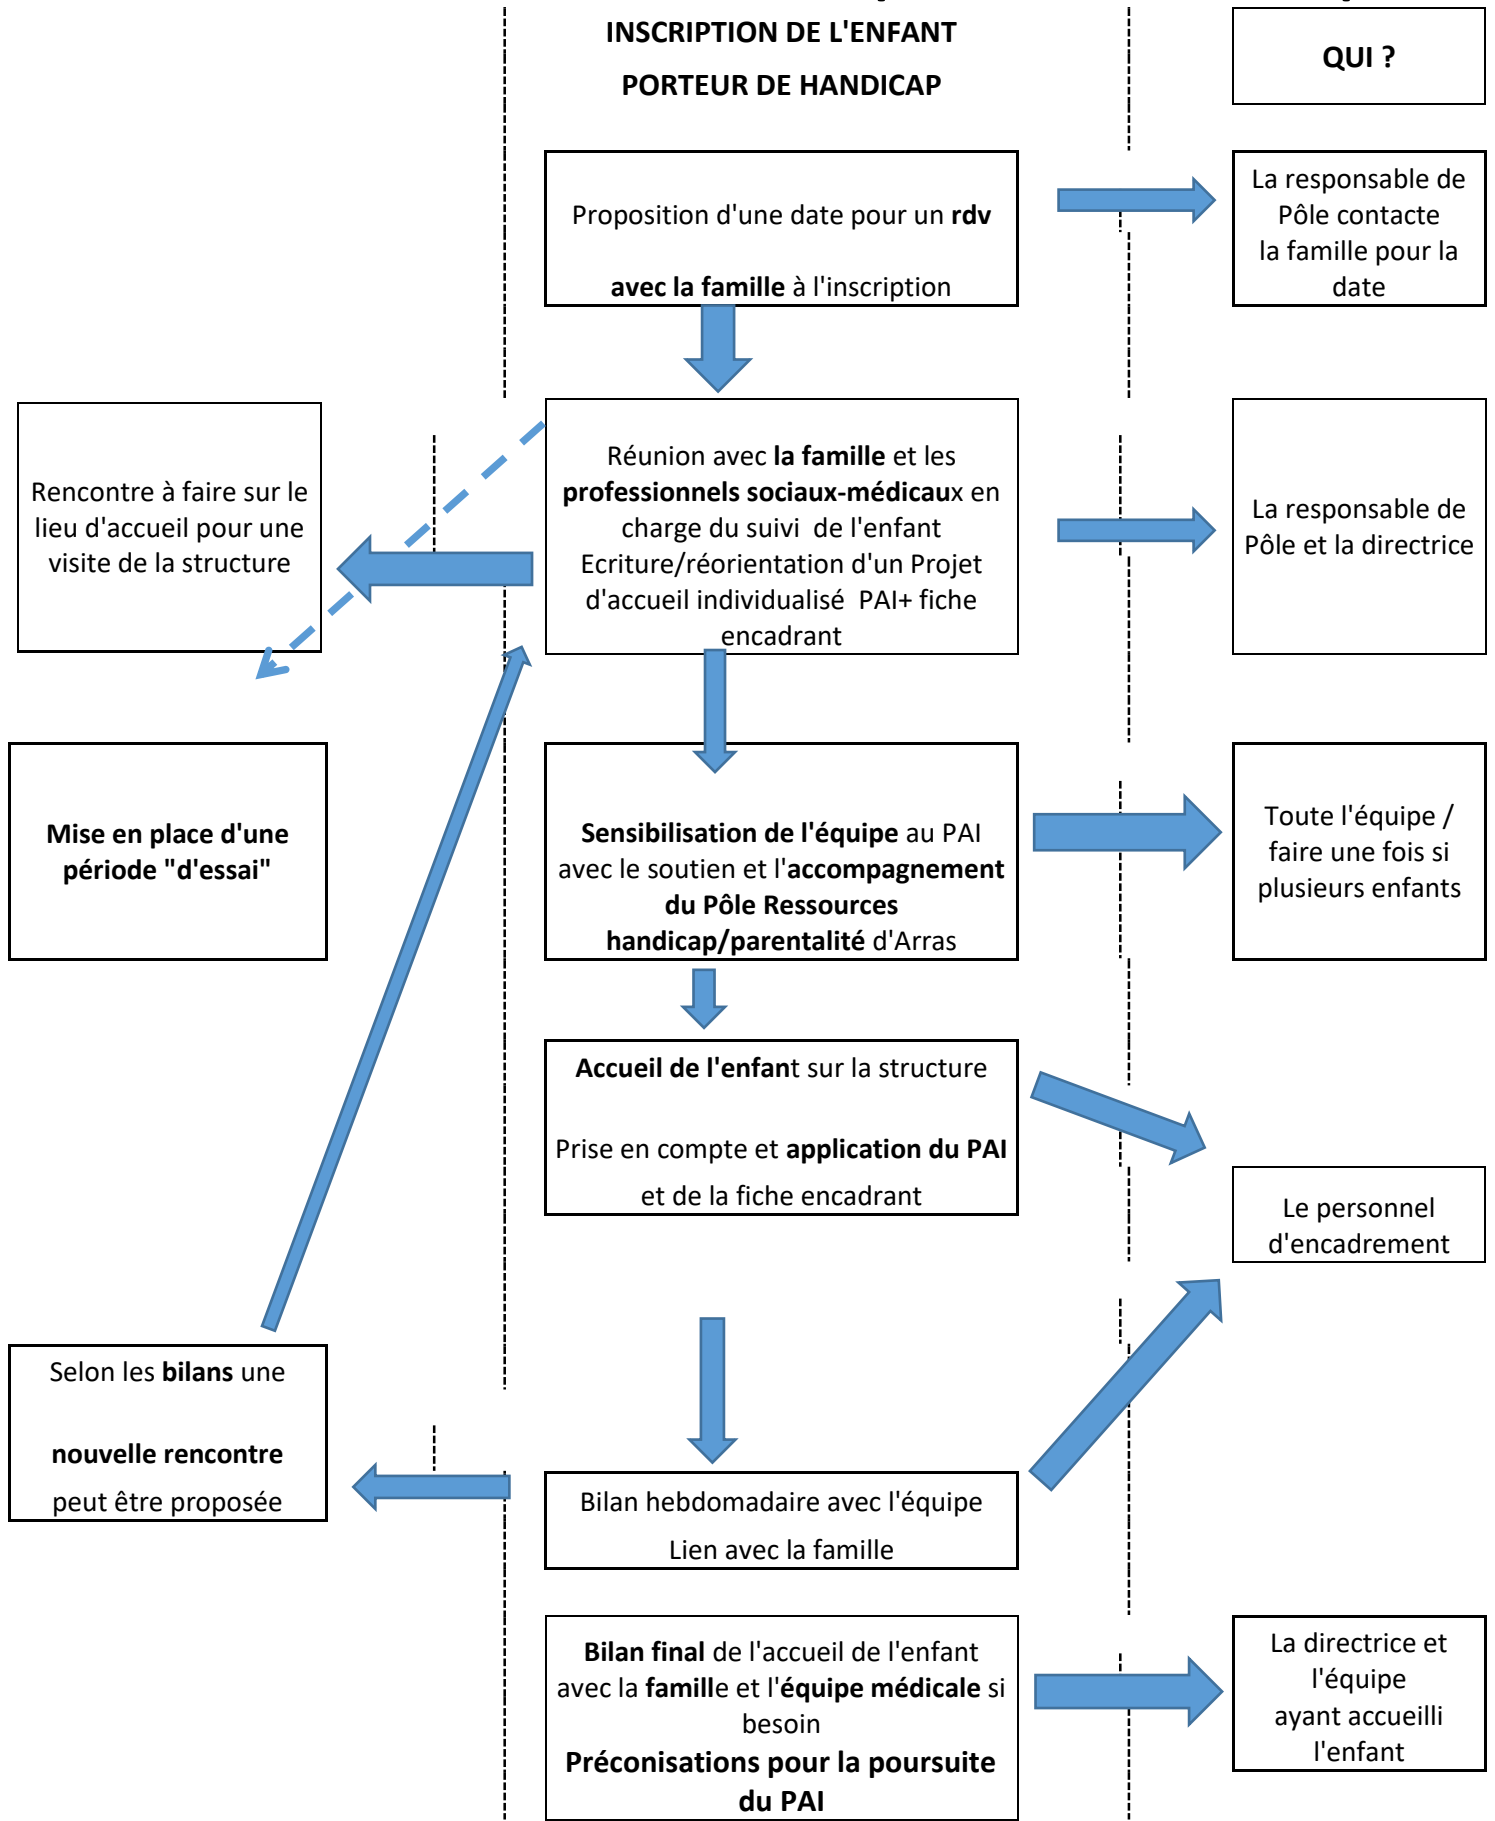 INSCRIPTION DE L'ENFANT
PORTEUR DE HANDICAP
QUI ?
Proposition d'une date pour un rdv
avec la famille à l'inscription
La responsable de
Pôle contacte
la famille pour la
date
Rencontre à faire sur le
lieu d'accueil pour une
visite de la structure
Réunion avec la famille et les
professionnels sociaux-médicaux en
charge du suivi de l'enfant
Ecriture/réorientation d'un Projet
d'accueil individualisé PAI+ fiche
encadrant
La responsable de
Pôle et la directrice
Mise en place d'une
période "d'essai"
Sensibilisation de l'équipe au PAI
avec le soutien et l'accompagnement
du Pôle Ressources
handicap/parentalité d'Arras
Toute l'équipe /
faire une fois si
plusieurs enfants
Accueil de l'enfant sur la structure
Prise en compte et application du PAI
et de la fiche encadrant
Le personnel
d'encadrement
Selon les bilans une
nouvelle rencontre
peut être proposée
Bilan hebdomadaire avec l'équipe
Lien avec la famille
Bilan final de l'accueil de l'enfant
avec la famille et l'équipe médicale si
besoin
Préconisations pour la poursuite
du PAI
La directrice et
l'équipe
ayant accueilli
l'enfant